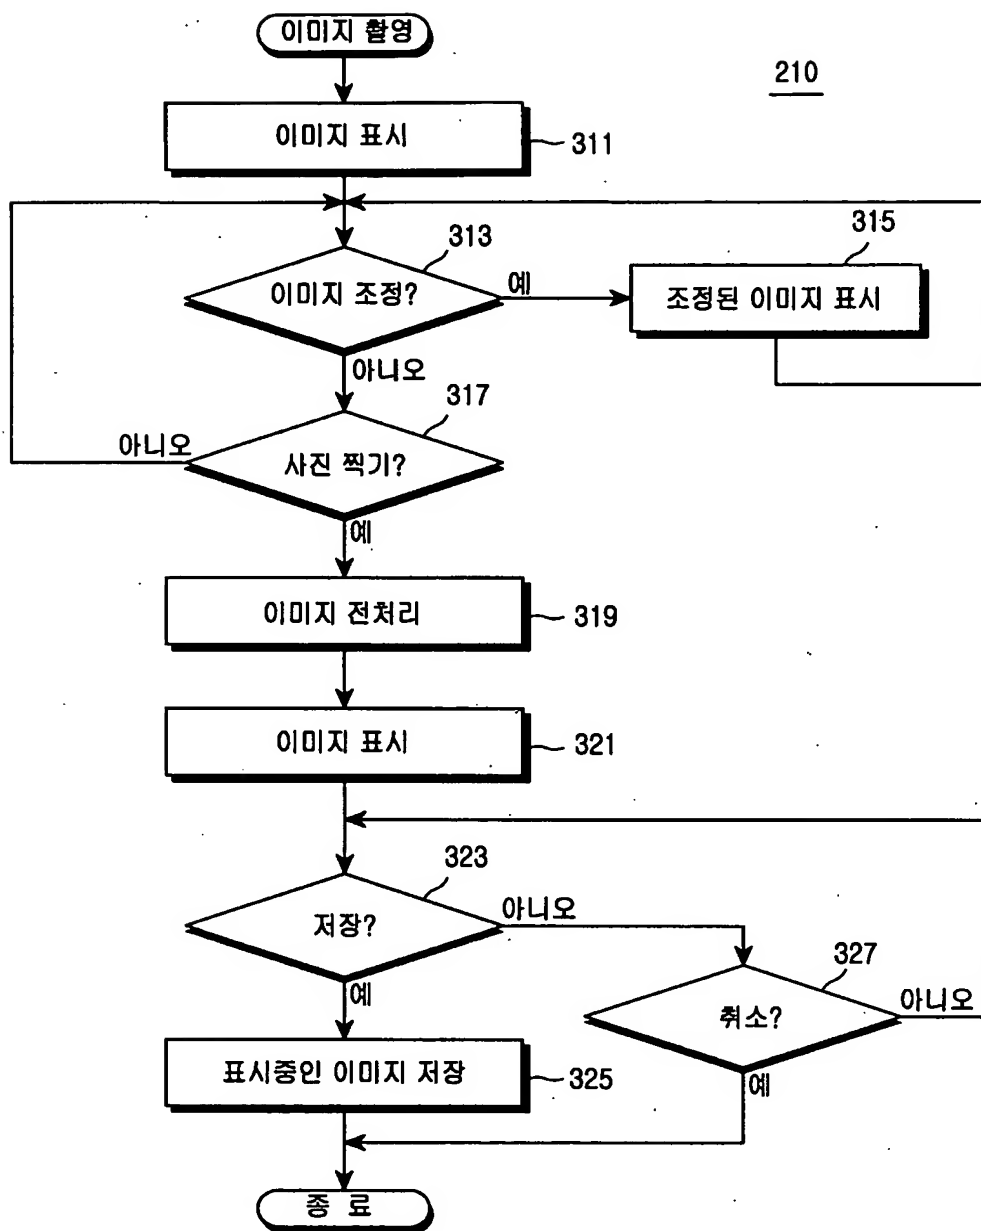 이미지 촬영
210
이미지 표시
311
313
이미지 조정?
예
315
조정된 이미지 표시
아니오
317
사진 찍기?
아니오
예
이미지 전처리
319
이미지 표시
321
323
저장?
아니오
예
327
취소?
아니오
예
표시중인 이미지 저장
325
종 료